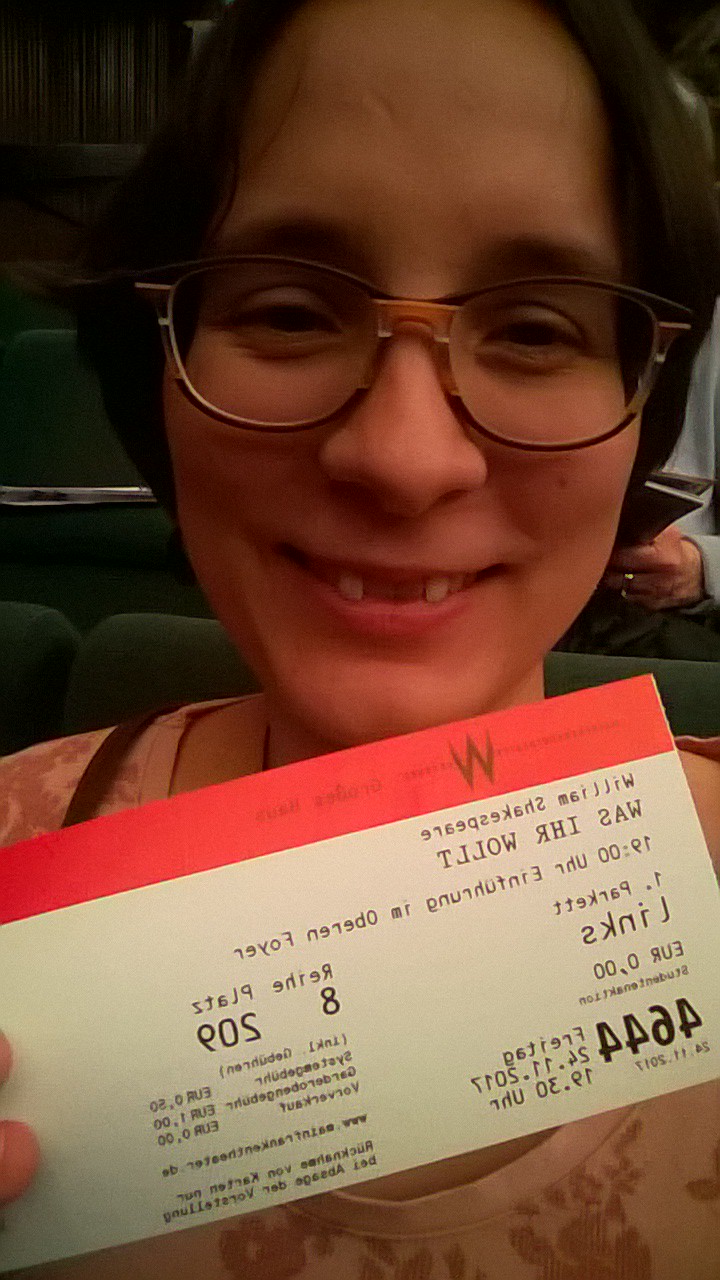 Großes Haus
W
William Shakespeare
WAS IHR WOLLT
19:00 Uhr Einführung im Oberen Foyer
1. Parkett
Links
Reihe Platz
8 209
EUR 0,00
Studentenaktion
4644
24.11.2017
Freitag
24.11.2017
19.30 Uhr
(inkl. Gebühren)
Systemgebühr EUR 0,50
Garderobengebühr EUR 1,00
Vorverkauf EUR 0,00
www.mainfrankentheater.de
Rücknahme von Karten nur
bei Absage der Vorstellung